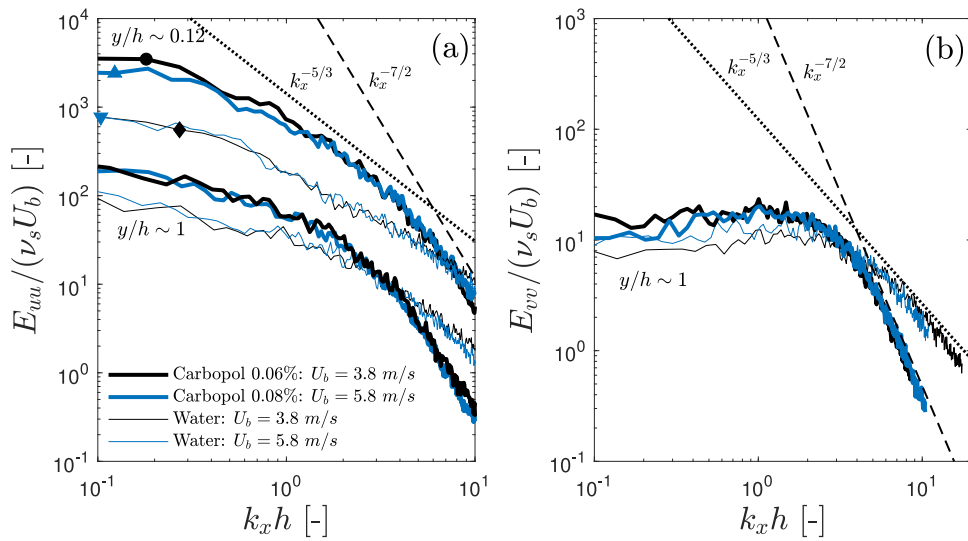 (a)
y/h ∼ 0.12
k_x^{-5/3}
k_x^{-7/2}
y/h ∼ 1
Carbopol 0.06%: U_b = 3.8 m/s
Carbopol 0.08%: U_b = 5.8 m/s
Water: U_b = 3.8 m/s
Water: U_b = 5.8 m/s
E_{uu}/(ν_s U_b) [-]
10^4
10^3
10^2
10^1
10^0
10^{-1}
10^{-1}
10^0
10^1
k_x h [-]
(b)
k_x^{-5/3}
k_x^{-7/2}
y/h ∼ 1
E_{vv}/(ν_s U_b) [-]
10^3
10^2
10^1
10^0
10^{-1}
10^{-1}
10^0
10^1
k_x h [-]